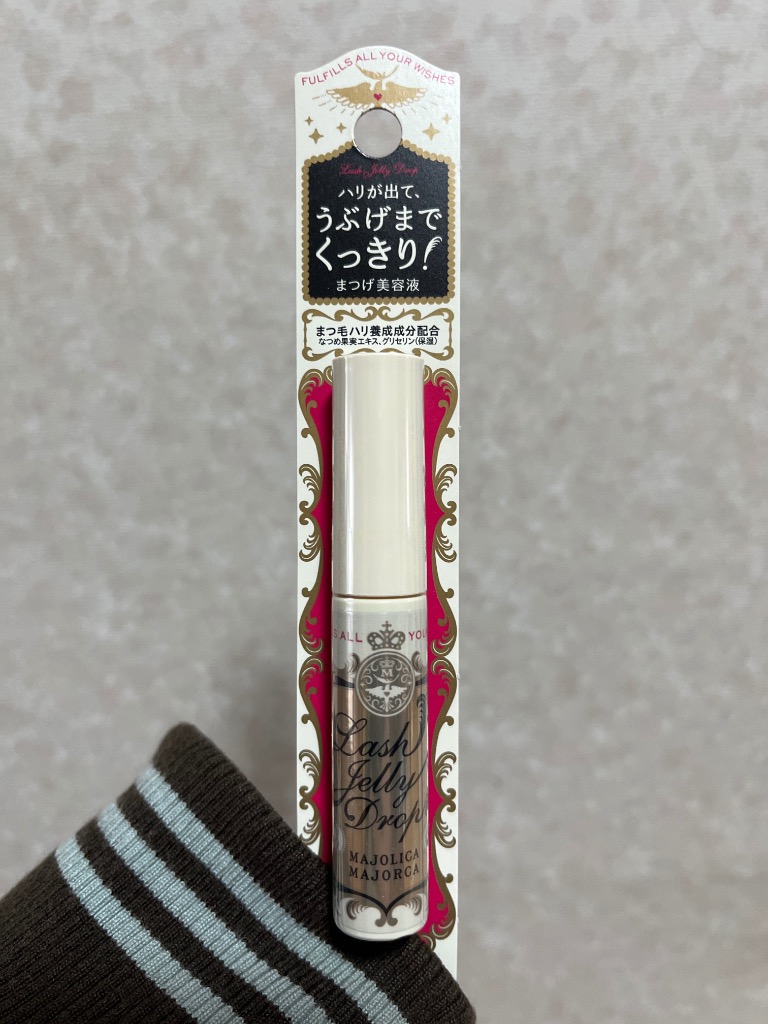 FULFILLS ALL YOUR WISHES
Lash Jelly Drop
ハリが出て、
うぶげまで
くっきり!
まつげ美容液
まつ毛ハリ養成成分配合
なつめ果実エキス、グリセリン(保湿)
S ALL YOU
M
Lash
Jelly
Drop
MAJOLICA
MAJORCA